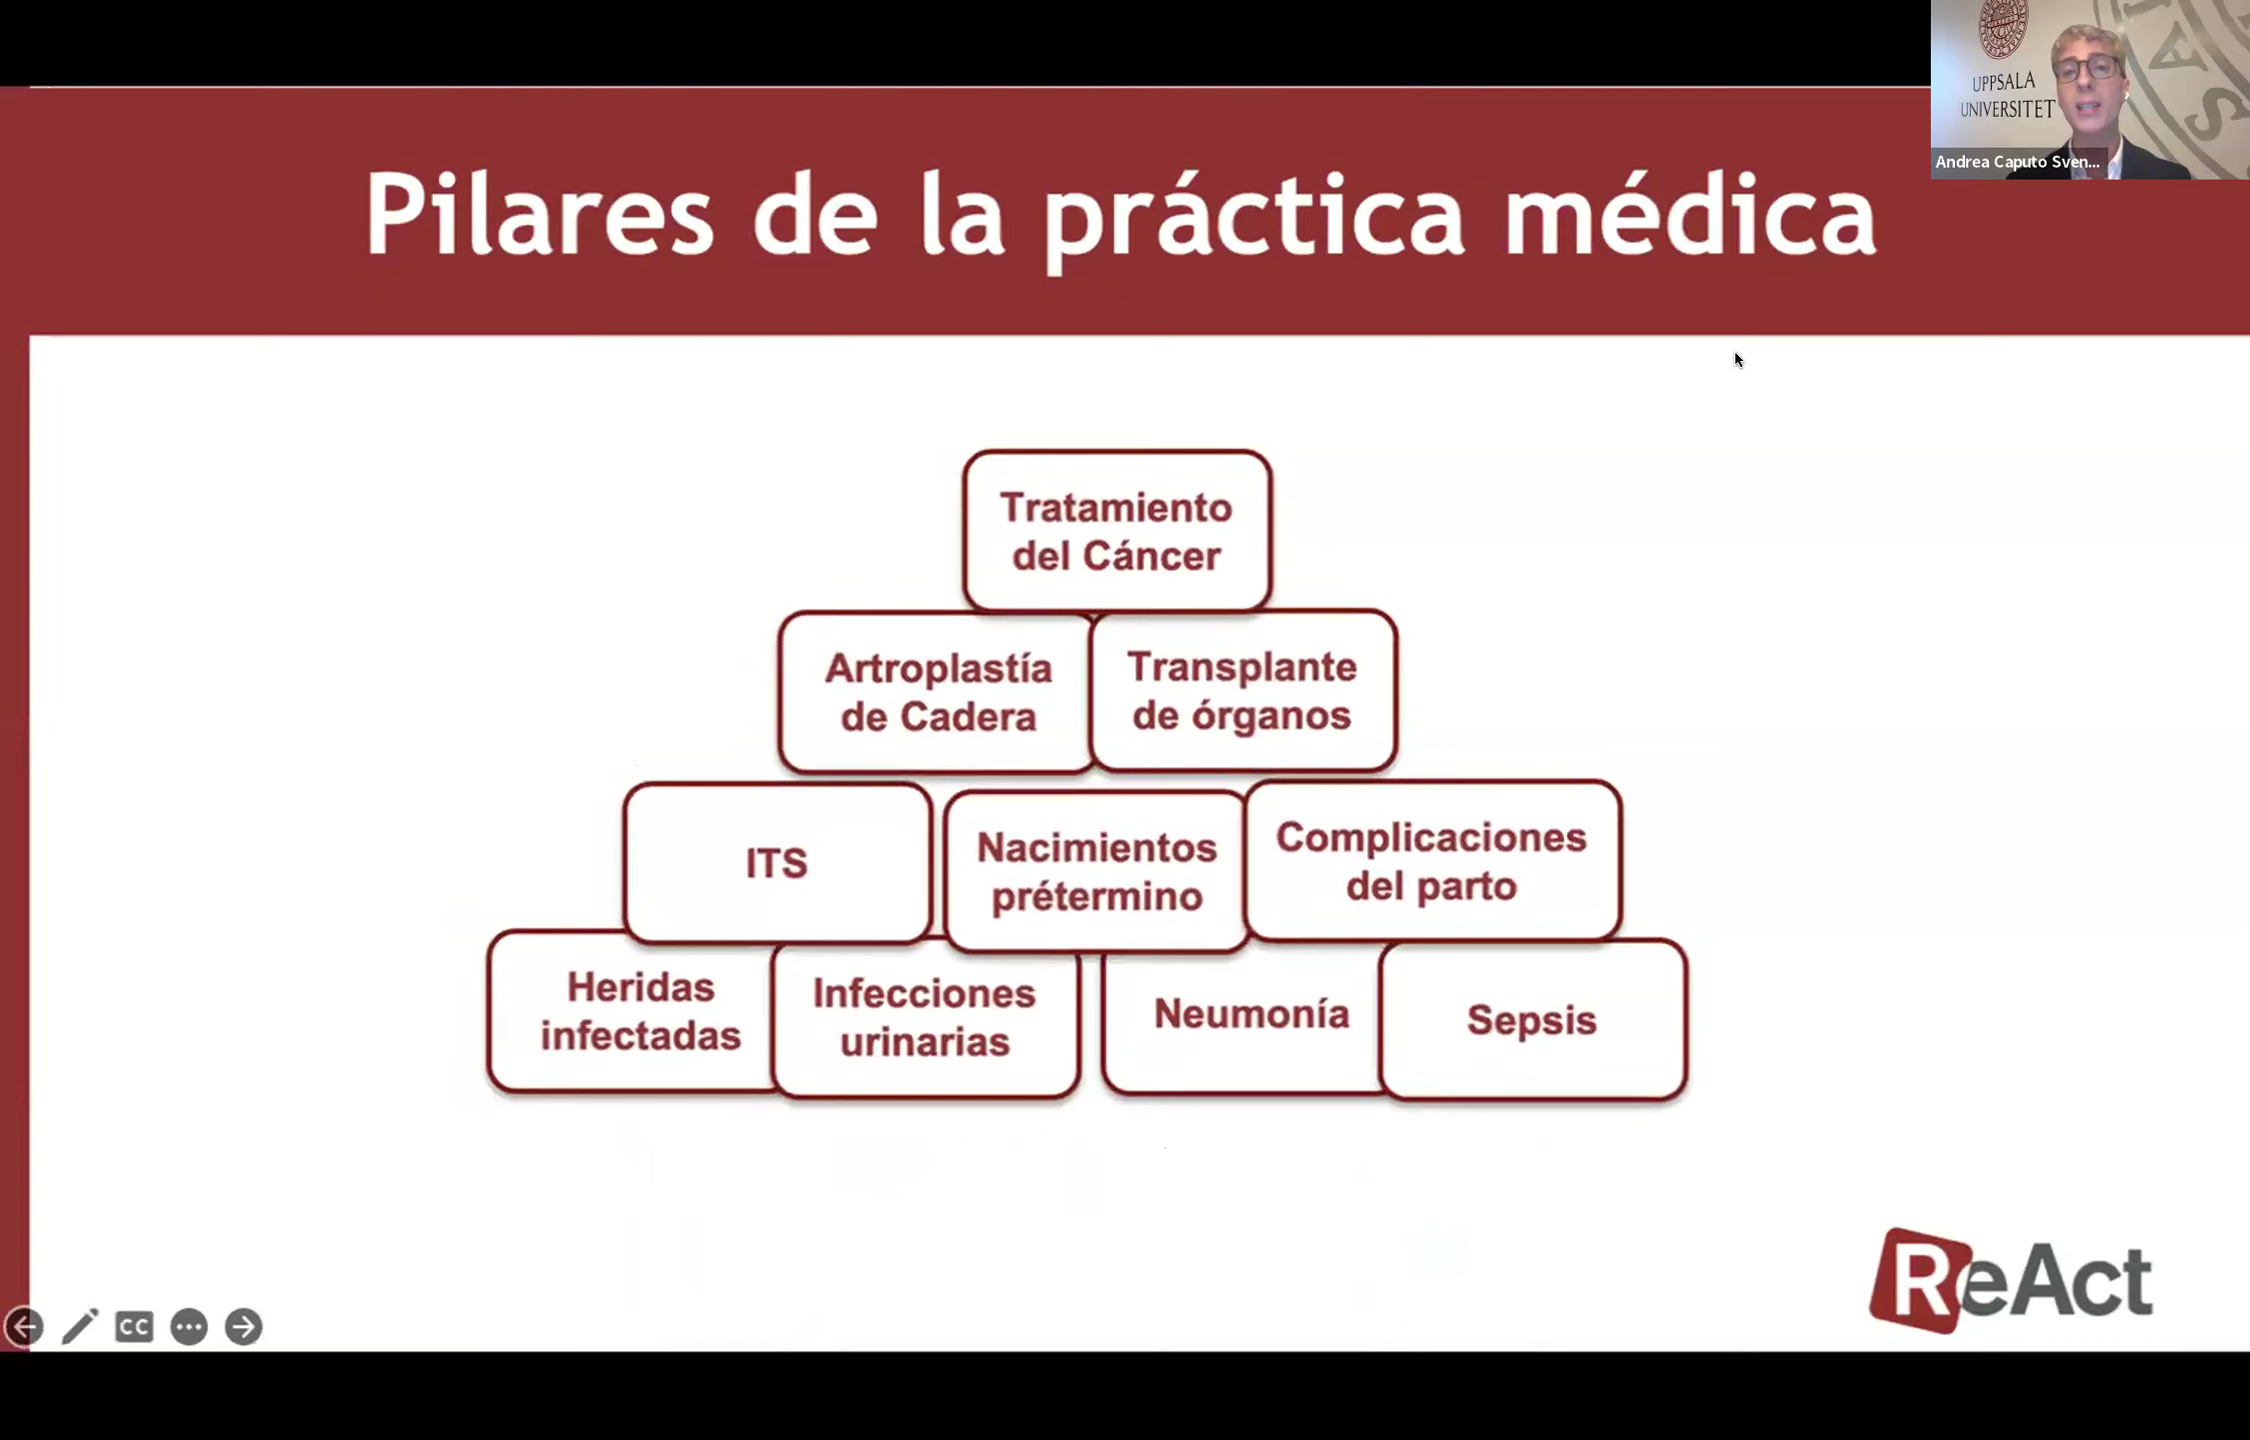 UPPSALA
UNIVERSITET
Andrea Caputo Sven...
Pilares de la práctica médica
Tratamiento
del Cáncer
Artroplastía
de Cadera
Transplante
de órganos
ITS
Nacimientos
prétermino
Complicaciones
del parto
Heridas
infectadas
Infecciones
urinarias
Neumonía
Sepsis
ReAct
CC